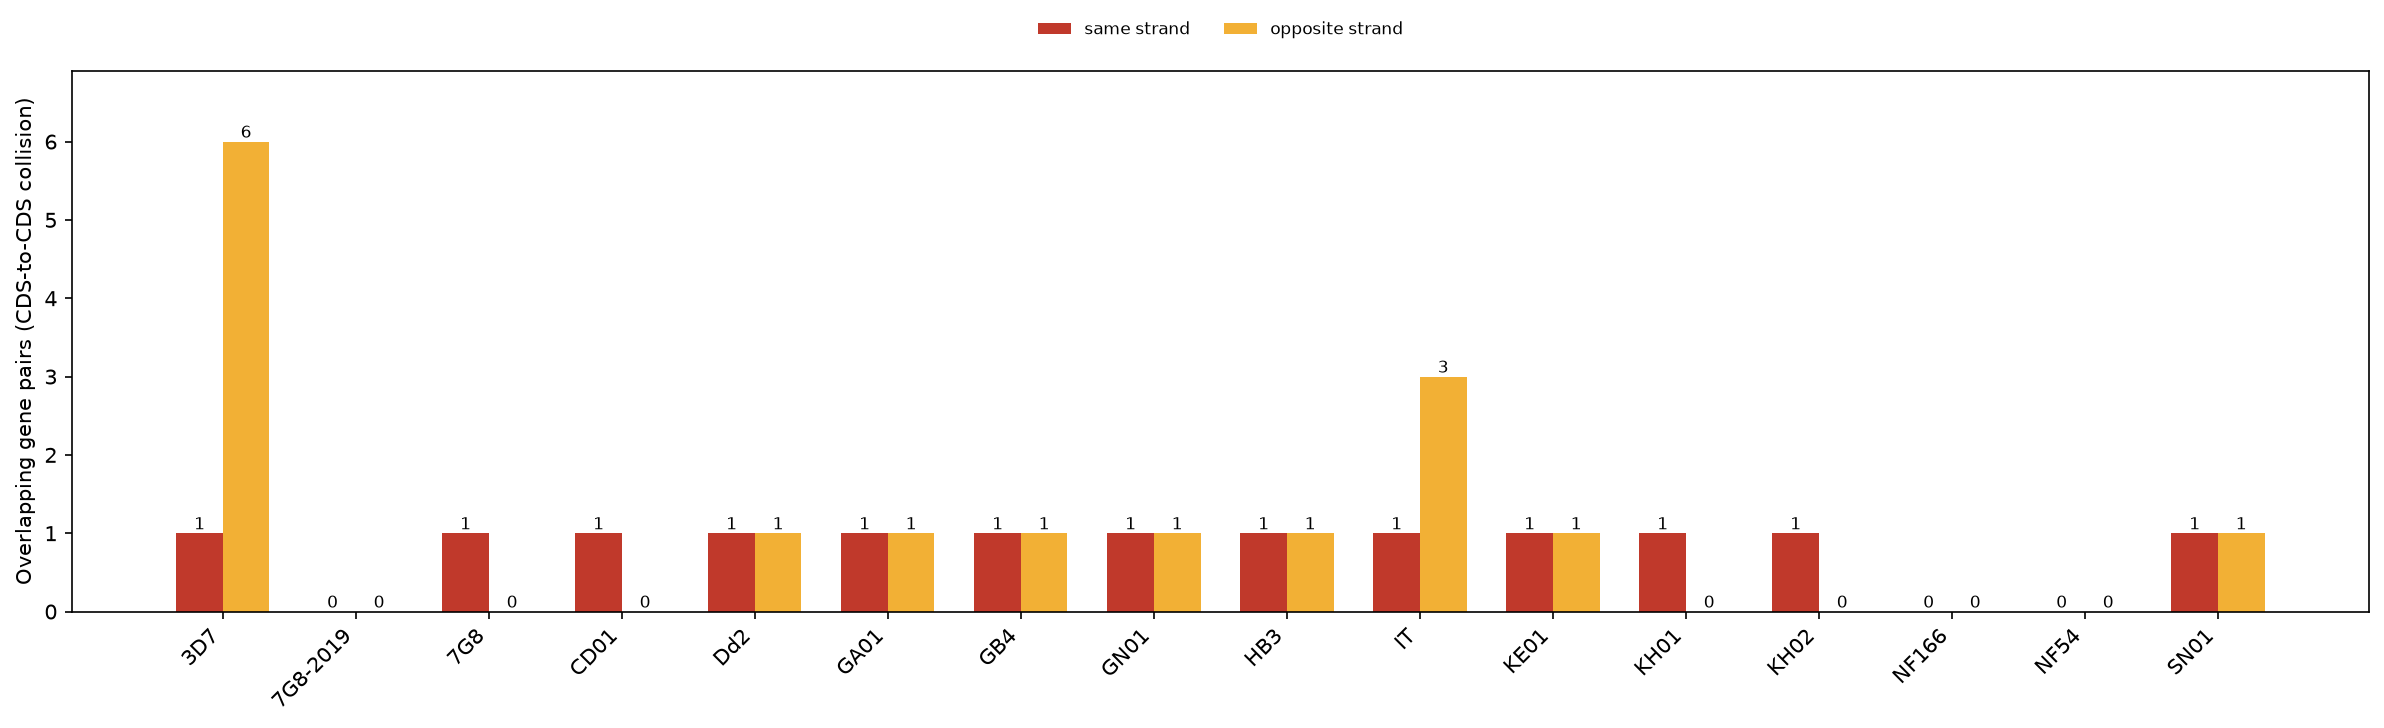 same strand opposite strand
Overlapping gene pairs (CDS-to-CDS collision)
6
5
4
3
2
1
0
1 6
0 0
1 0
1 0
1 1
1 1
1 1
1 1
1 1
1 3
1 1
1 0
1 0
0 0
0 0
1 1
3D7
7G8-2019
7G8
CD01
Dd2
GA01
GB4
GN01
HB3
IT
KE01
KH01
KH02
NF166
NF54
SN01